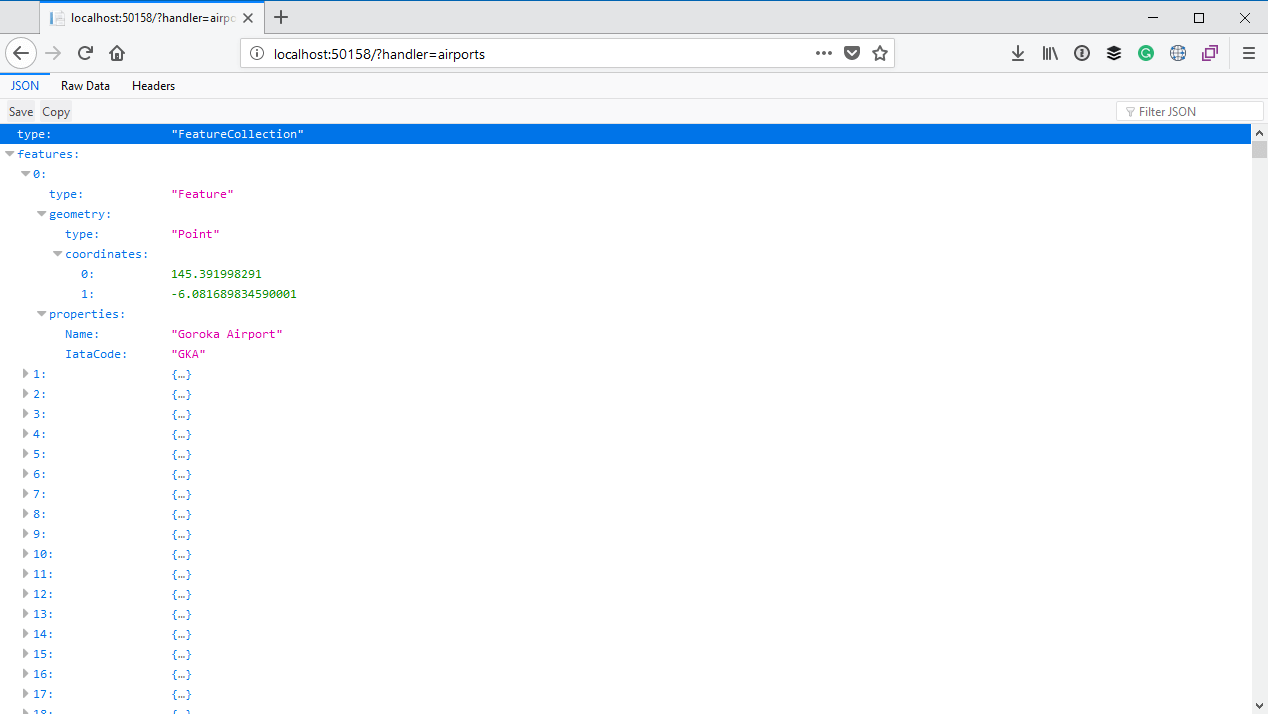 localhost:50158/?handler=airpo
localhost:50158/?handler=airports
JSON Raw Data Headers
Save Copy Filter JSON
type: "FeatureCollection"
features:
0:
type: "Feature"
geometry:
type: "Point"
coordinates:
0: 145.391998291
1: -6.081689834590001
properties:
Name: "Goroka Airport"
IataCode: "GKA"
1: {…}
2: {…}
3: {…}
4: {…}
5: {…}
6: {…}
7: {…}
8: {…}
9: {…}
10: {…}
11: {…}
12: {…}
13: {…}
14: {…}
15: {…}
16: {…}
17: {…}
18: {…}